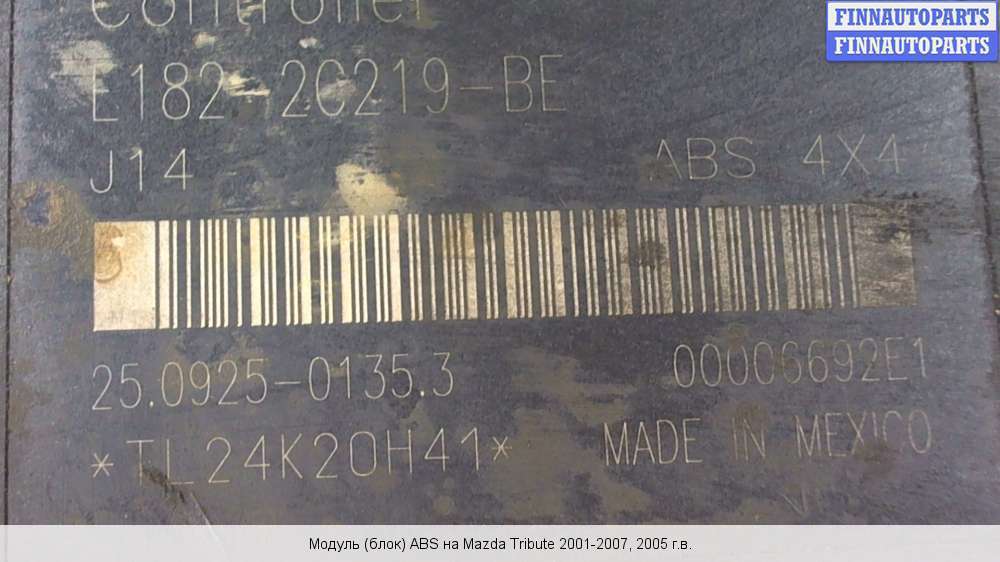 Controller
FINNAUTOPARTS
FINNAUTOPARTS
E182-2C219-BE
J14 ABS 4X4
25.0925-0135.3 00006692E1
*TL24K20H41* MADE IN MEXICO
Модуль (блок) ABS на Mazda Tribute 2001-2007, 2005 г.в.